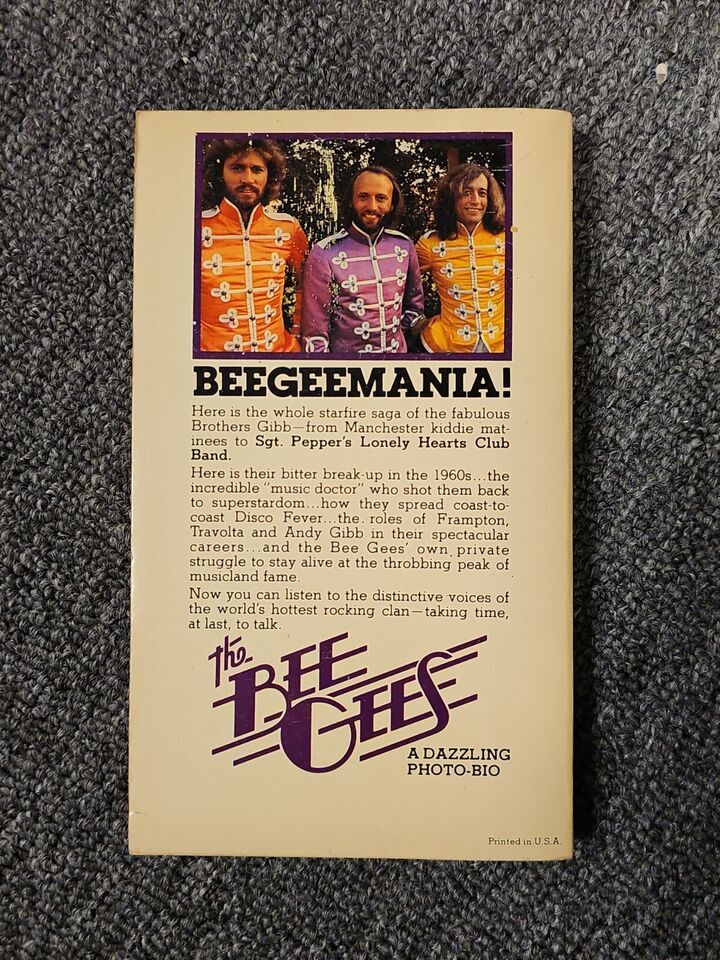 BEEGEEMANIA!
Here is the whole starfire saga of the fabulous
Brothers Gibb—from Manchester kiddie mat-
inees to Sgt. Pepper's Lonely Hearts Club
Band.
Here is their bitter break-up in the 1960s...the
incredible "music doctor" who shot them back
to superstardom...how they spread coast-to-
coast Disco Fever...the roles of Frampton,
Travolta and Andy Gibb in their spectacular
careers...and the Bee Gees' own private
struggle to stay alive at the throbbing peak of
musicland fame.
Now you can listen to the distinctive voices of
the world's hottest rocking clan—taking time,
at last, to talk.
the
BEE
GEES
A DAZZLING
PHOTO-BIO
Printed in U.S.A.